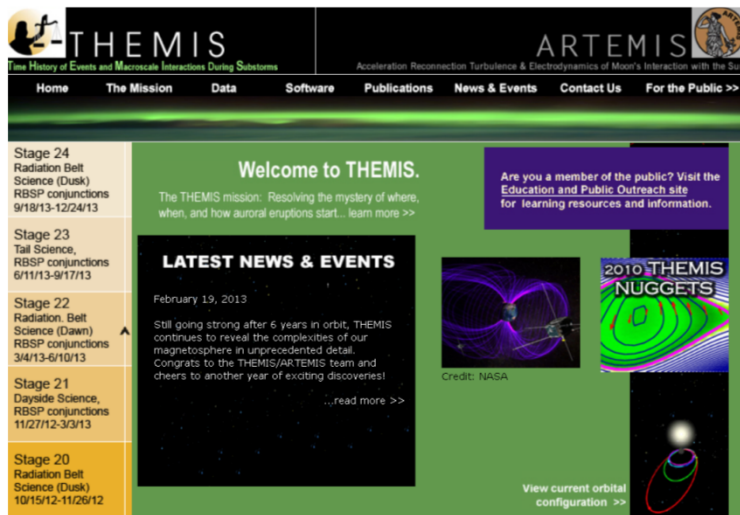 THEMIS
Time History of Events and Macroscale Interactions During Substorms
ARTEMIS
Acceleration Reconnection Turbulence & Electrodynamics of Moon's Interaction with the Su
Home The Mission Data Software Publications News & Events Contact Us For the Public >>
Stage 24
Radiation Belt
Science (Dusk)
RBSP conjunctions
9/18/13-12/24/13
Stage 23
Tail Science,
RBSP conjunctions
6/11/13-9/17/13
Stage 22
Radiation. Belt
Science (Dawn)
RBSP conjunctions
3/4/13-6/10/13
Stage 21
Dayside Science,
RBSP conjunctions
11/27/12-3/3/13
Stage 20
Radiation Belt
Science (Dusk)
10/15/12-11/26/12
Welcome to THEMIS.
The THEMIS mission: Resolving the mystery of where,
when, and how auroral eruptions start... learn more >>
Are you a member of the public? Visit the
Education and Public Outreach site
for learning resources and information.
LATEST NEWS & EVENTS
February 19, 2013
Still going strong after 6 years in orbit, THEMIS
continues to reveal the complexities of our
magnetosphere in unprecedented detail.
Congrats to the THEMIS/ARTEMIS team and
cheers to another year of exciting discoveries!
...read more >>
Credit: NASA
2010 THEMIS
NUGGETS
View current orbital
configuration >>